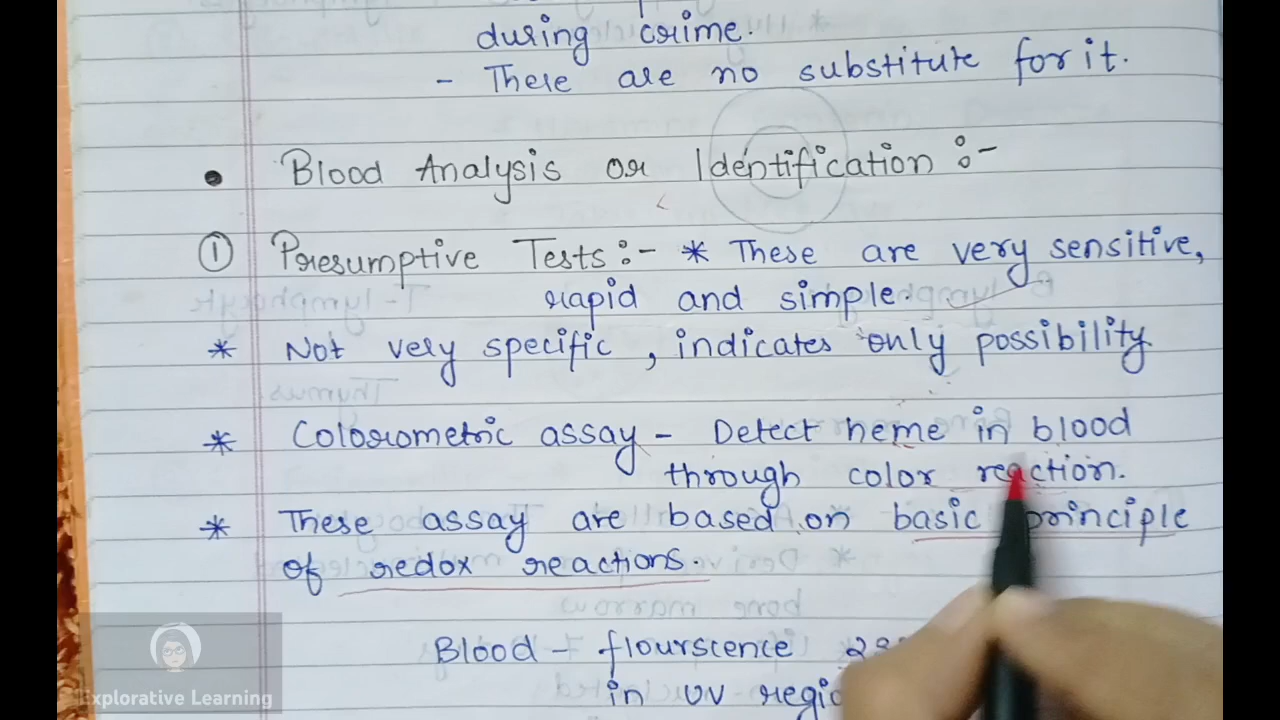 during crime.
- There are no substitute for it.
• Blood Analysis or Identification :-
① Presumptive Tests :- * These are very sensitive,
rapid and simple.
* Not very specific, indicates only possibility
* Colorometric assay - Detect heme in blood
through color reaction.
* These assay are based on basic principle
of redox reactions.
Blood - flourscence
in UV
Explorative Learning